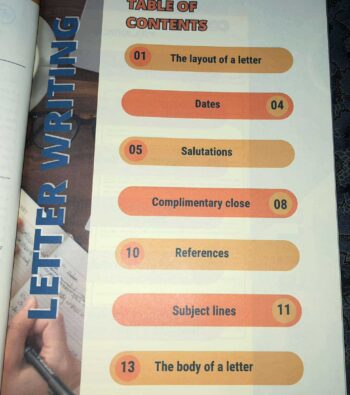 LETTER WRITING
TABLE OF
CONTENTS
01 The layout of a letter
Dates 04
05 Salutations
Complimentary close 08
10 References
Subject lines 11
13 The body of a letter